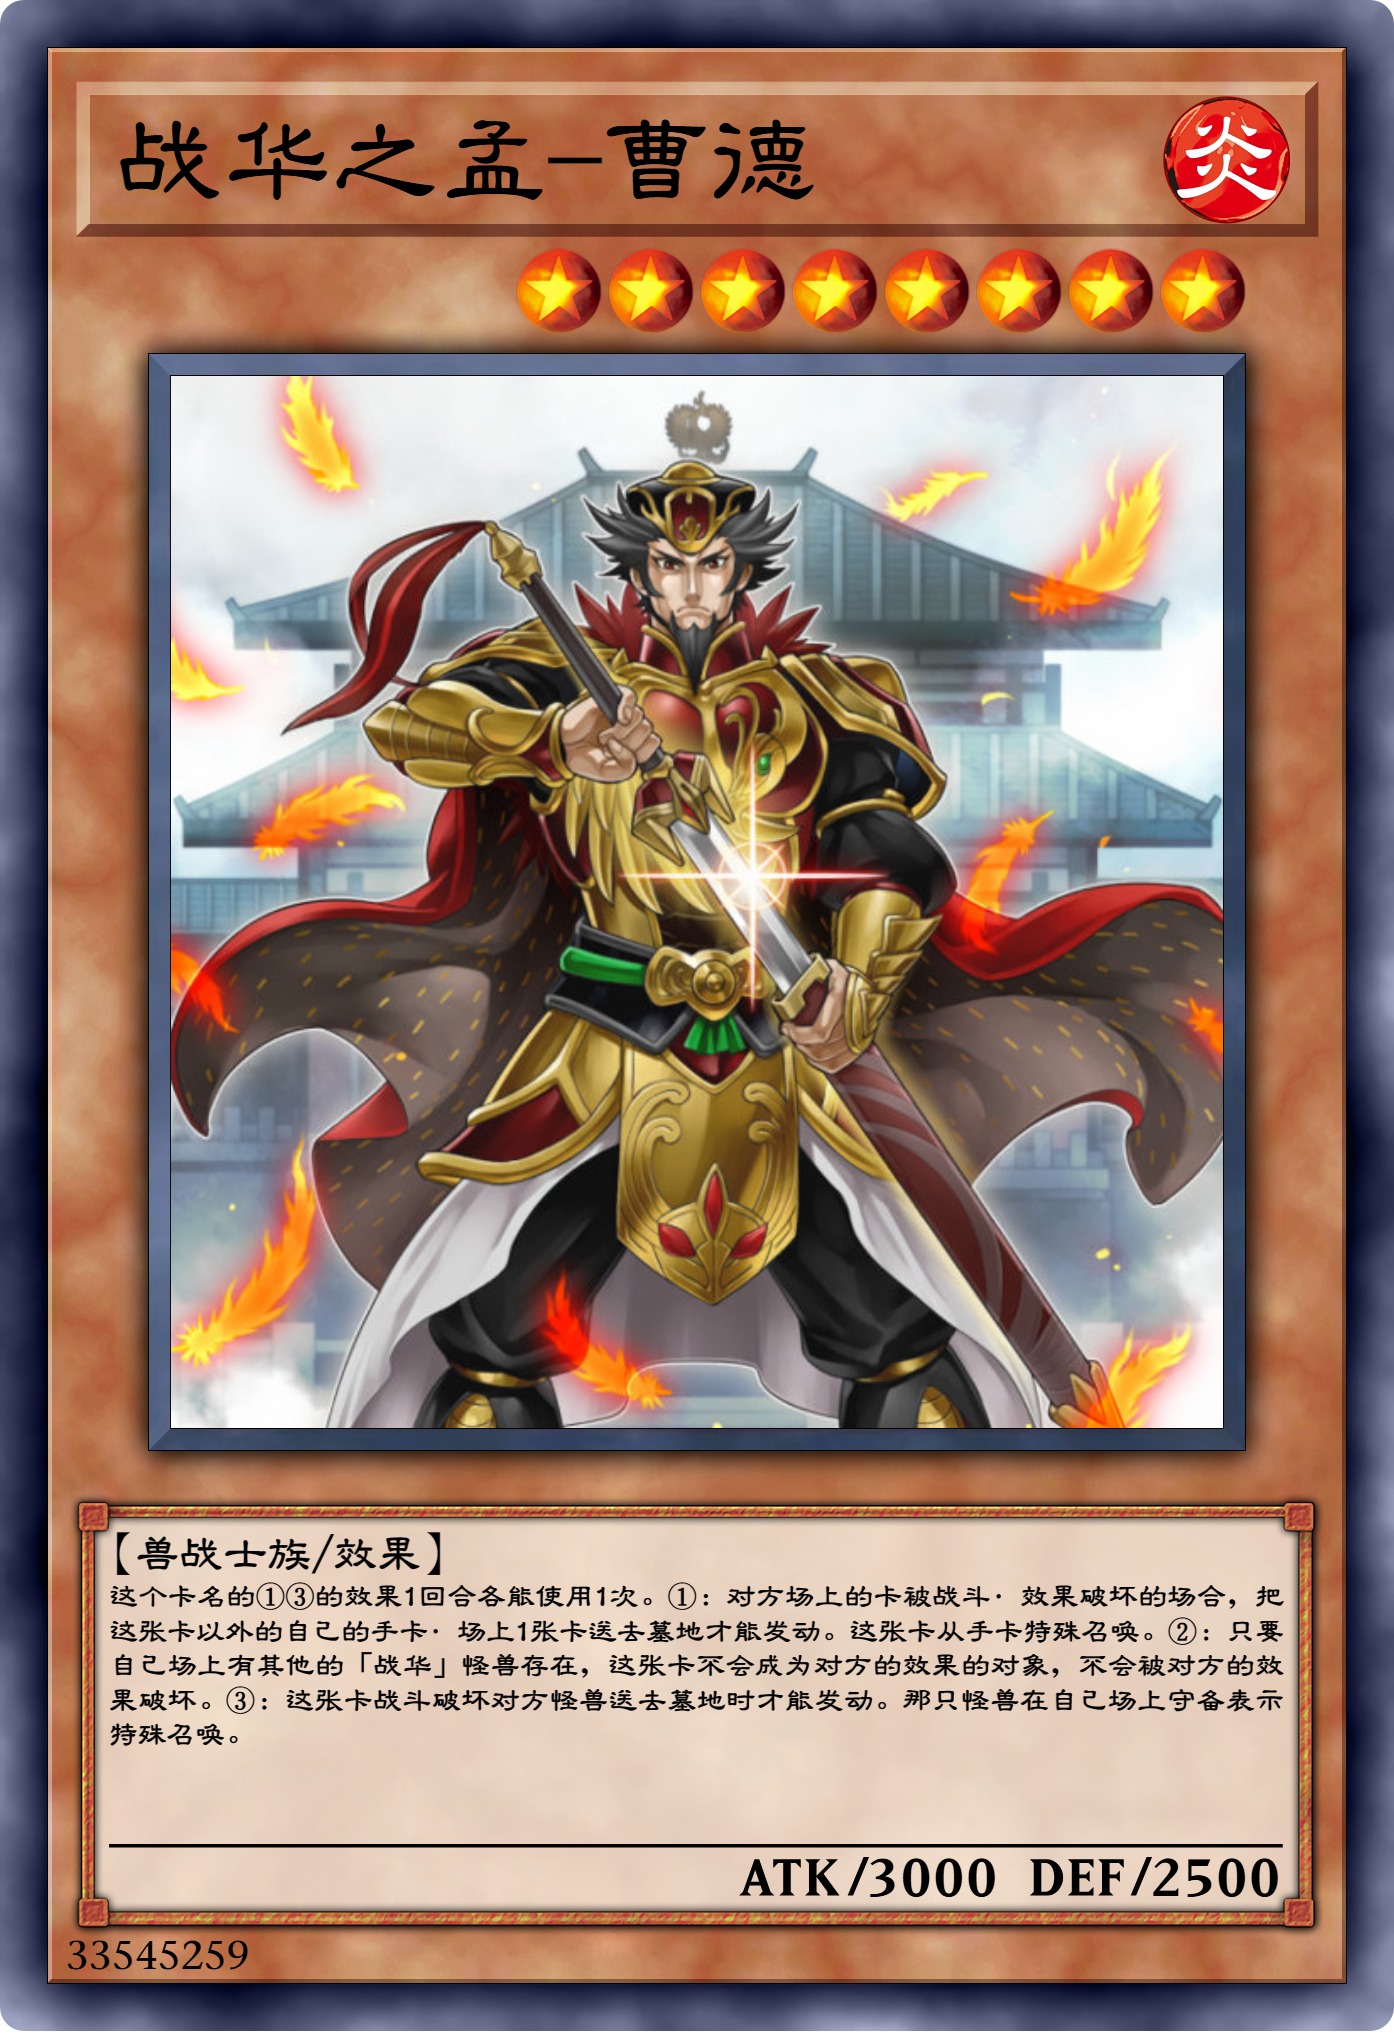 战华之孟-曹德
炎
【兽战士族/效果】
这个卡名的①③的效果1回合各能使用1次。①：对方场上的卡被战斗·效果破坏的场合，把
这张卡以外的自己的手卡·场上1张卡送去墓地才能发动。这张卡从手卡特殊召唤。②：只要
自己场上有其他的「战华」怪兽存在，这张卡不会成为对方的效果的对象，不会被对方的效
果破坏。③：这张卡战斗破坏对方怪兽送去墓地时才能发动。那只怪兽在自己场上守备表示
特殊召唤。
ATK/3000 DEF/2500
33545259